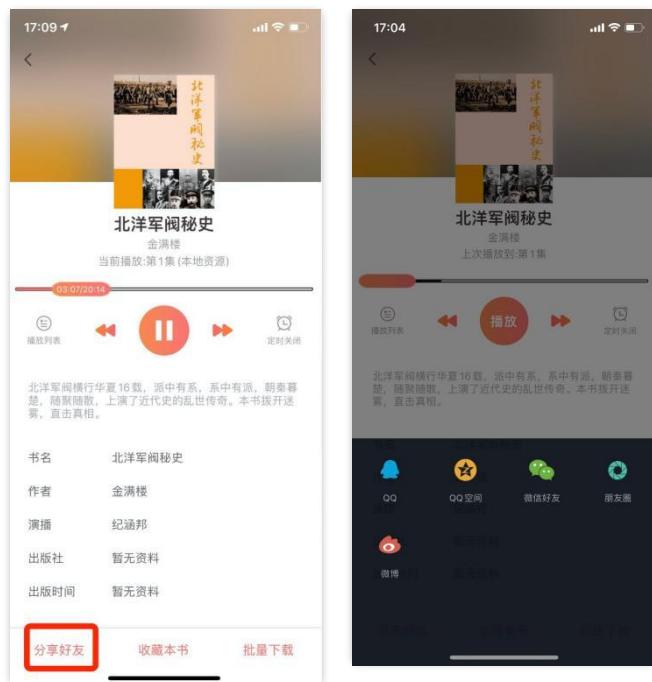 17:09
北洋军阀秘史
北洋军阀秘史
金满楼
当前播放:第1集 (本地资源)
03:07/20:14
播放列表
定时关闭
北洋军阀横行华夏16载，派中有系，系中有派，朝秦暮
楚，随聚随散，上演了近代史的乱世传奇。本书拨开迷
雾，直击真相。
书名 北洋军阀秘史
作者 金满楼
演播 纪涵邦
出版社 暂无资料
出版时间 暂无资料
分享好友 收藏本书 批量下载
17:04
北洋军阀秘史
北洋军阀秘史
金满楼
上次播放到:第1集
播放列表
播放
定时关闭
北洋军阀横行华夏16载，派中有系，系中有派，朝秦暮
楚，随聚随散，上演了近代史的乱世传奇。本书拨开迷
雾，直击真相。
QQ QQ空间 微信好友 朋友圈
微博